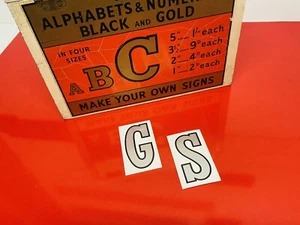 ALPHABETS & NUMER
BLACK AND GOLD
IN FOUR
SIZES
A B C
5" 1/- each
3½" 9ᴰ each
2" 4ᴰ each
1" 2ᴰ each
MAKE YOUR OWN SIGNS
G S